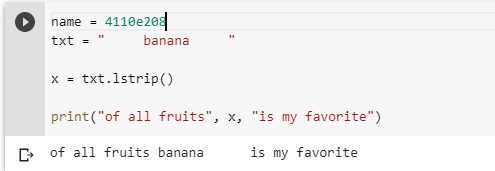 name = 4110e208
txt = "     banana     "
x = txt.lstrip()
print("of all fruits", x, "is my favorite")
of all fruits banana      is my favorite